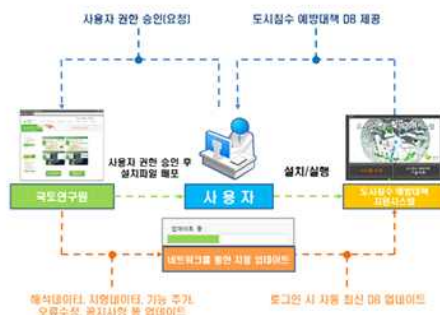 사용자 권한 승인(요청)
도시침수 예방대책 DB 제공
사용자 권한 승인 후
설치파일 배포
설치/실행
국토연구원
사용자
도시침수 예방대책
지원시스템
업데이트 중
네트워크를 통한 자동 업데이트
해석데이터, 지형데이터, 기능 추가,
오류수정, 공지사항 등 업데이트
로그인 시 자동 최신 DB 업데이트